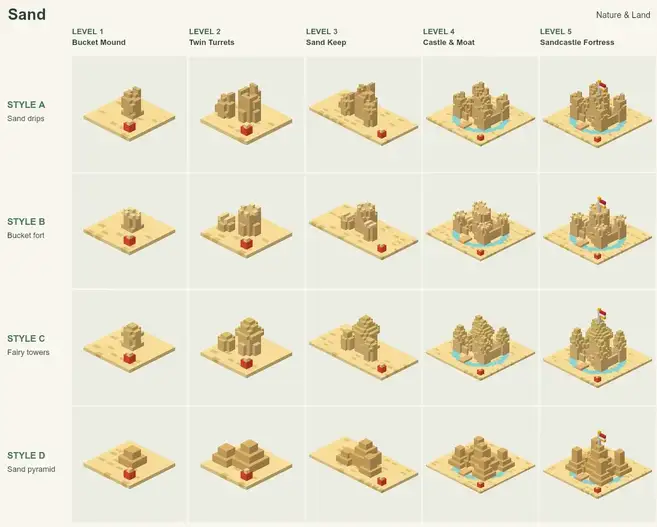 Sand
Nature & Land
LEVEL 1
Bucket Mound
LEVEL 2
Twin Turrets
LEVEL 3
Sand Keep
LEVEL 4
Castle & Moat
LEVEL 5
Sandcastle Fortress
STYLE A
Sand drips
STYLE B
Bucket fort
STYLE C
Fairy towers
STYLE D
Sand pyramid